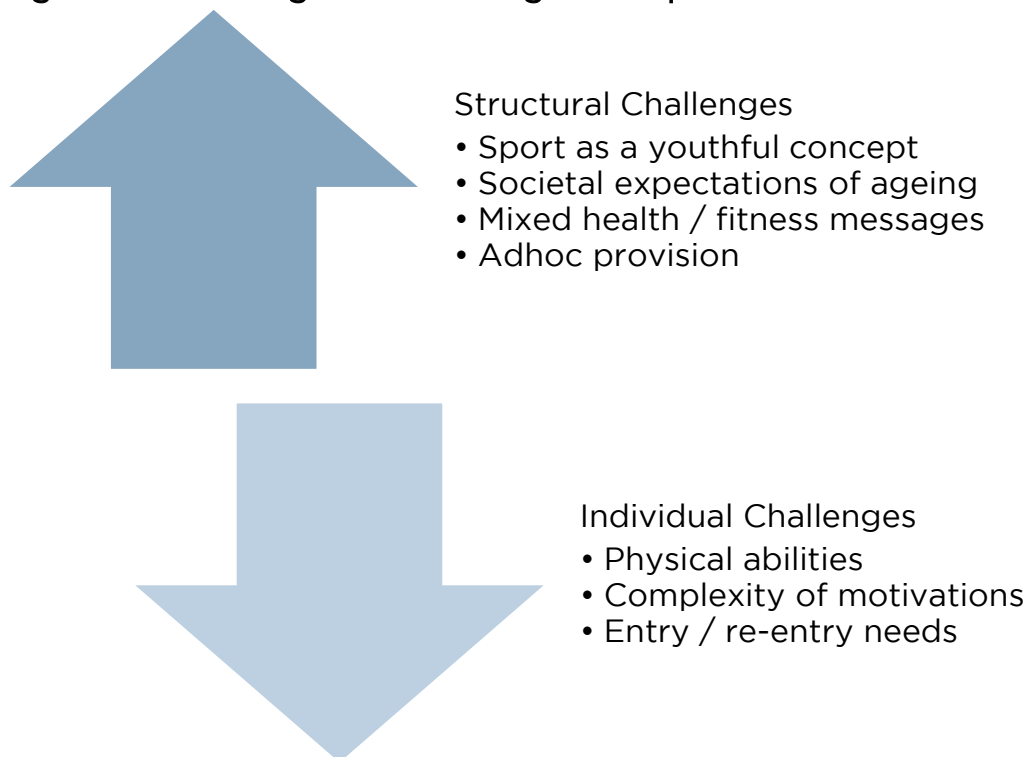 Structural Challenges
• Sport as a youthful concept
• Societal expectations of ageing
• Mixed health / fitness messages
• Adhoc provision
Individual Challenges
• Physical abilities
• Complexity of motivations
• Entry / re-entry needs